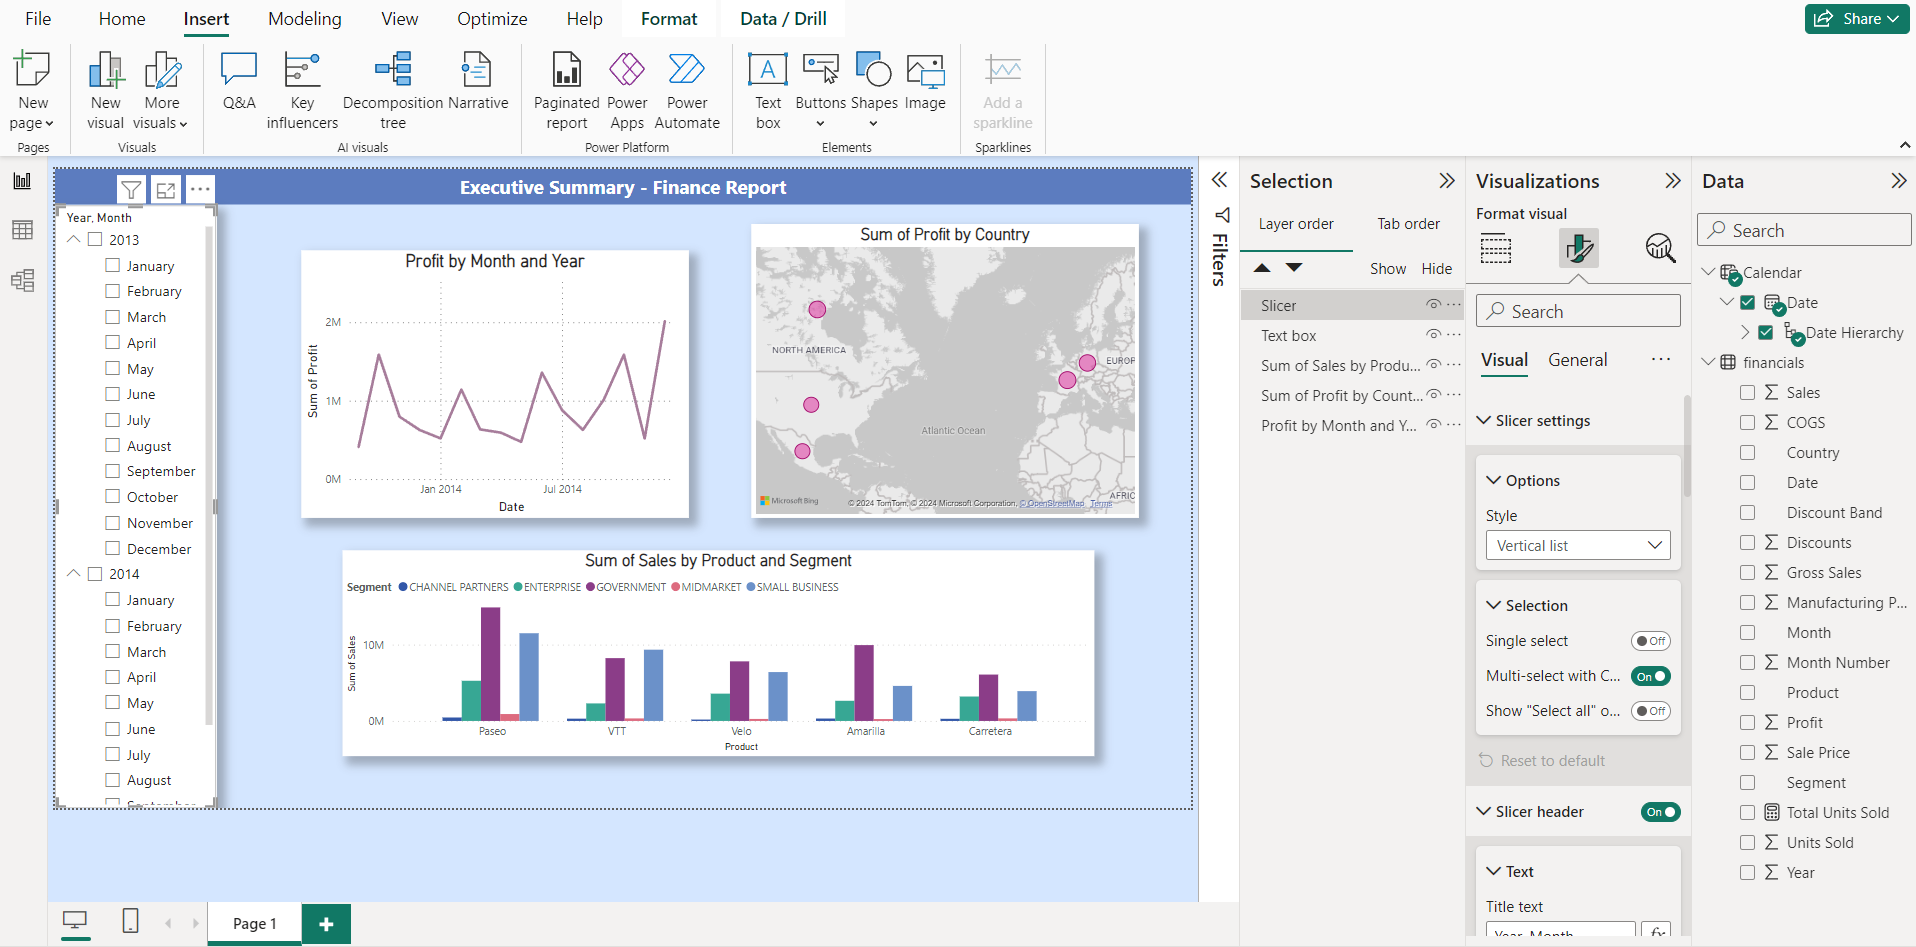 File Home Insert Modeling View Optimize Help Format Data / Drill Share
New page
New visual
More visuals
Q&A
Key influencers
Decomposition tree
Narrative
Paginated report
Power Apps
Power Automate
Text box
Buttons
Shapes
Image
Add a sparkline
Pages Visuals AI visuals Power Platform Elements Sparklines
Executive Summary - Finance Report
Year, Month
2013
January
February
March
April
May
June
July
August
September
October
November
December
2014
January
February
March
April
May
June
July
August
September
Profit by Month and Year
Sum of Profit
2M
1M
0M
Jan 2014 Jul 2014
Date
Sum of Profit by Country
NORTH AMERICA
EUROP
Atlantic Ocean
AFRIC
Microsoft Bing
© 2024 TomTom, © 2024 Microsoft Corporation, © OpenStreetMap Terms
Sum of Sales by Product and Segment
Segment CHANNEL PARTNERS ENTERPRISE GOVERNMENT MIDMARKET SMALL BUSINESS
Sum of Sales
10M
0M
Paseo VTT Velo Amarilla Carretera
Product
Page 1
Filters
Selection
Layer order Tab order
Show Hide
Slicer
Text box
Sum of Sales by Produ...
Sum of Profit by Count...
Profit by Month and Y...
Visualizations
Format visual
Search
Visual General
Slicer settings
Options
Style
Vertical list
Selection
Single select Off
Multi-select with C... On
Show "Select all" o... Off
Reset to default
Slicer header On
Text
Title text
Year, Month fx
Data
Search
Calendar
Date
Date Hierarchy
financials
Sales
COGS
Country
Date
Discount Band
Discounts
Gross Sales
Manufacturing P...
Month
Month Number
Product
Profit
Sale Price
Segment
Total Units Sold
Units Sold
Year